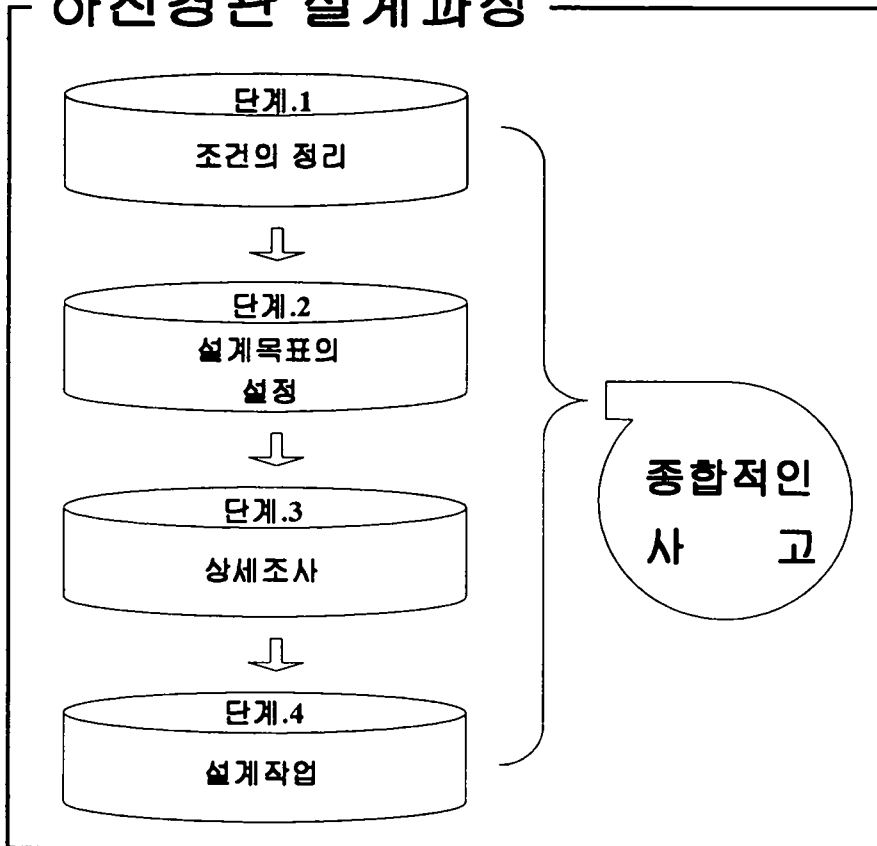 하천경관 설계과정
단계.1
조건의 정리
단계.2
설계목표의
설정
단계.3
상세조사
단계.4
설계작업
종합적인
사 고